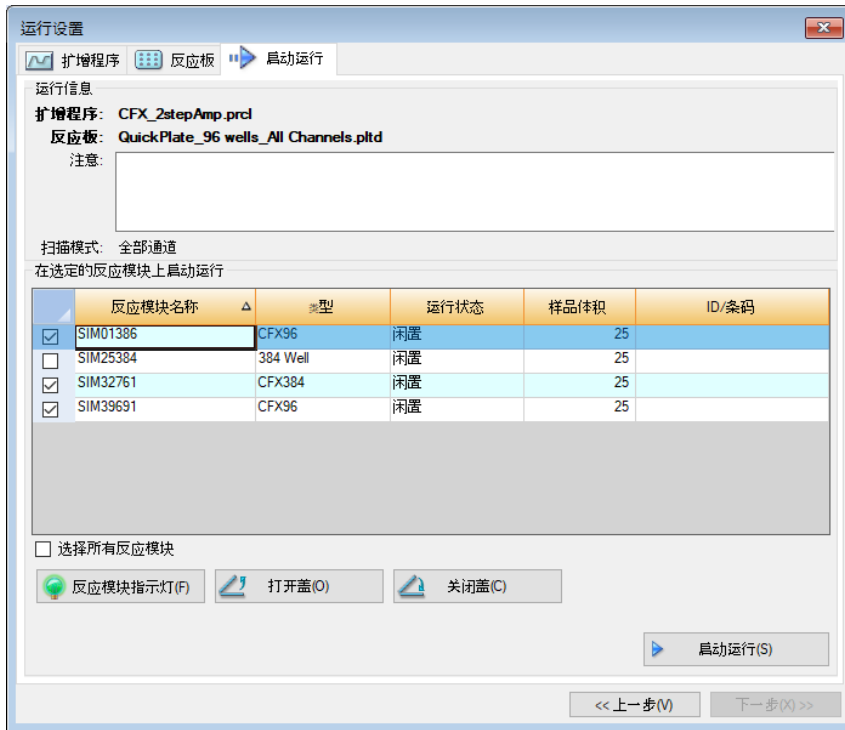 运行设置
扩增程序 反应板 启动运行
运行信息
扩增程序: CFX_2stepAmp.prcl
反应板: QuickPlate_96 wells_All Channels.pltd
注意:
扫描模式: 全部通道
在选定的反应模块上启动运行
反应模块名称 类型 运行状态 样品体积 ID/条码
SIM01386 CFX96 闲置 25
SIM25384 384 Well 25
SIM32761 CFX384 闲置 25
SIM39691 CFX96 闲置 25
选择所有反应模块
反应模块指示灯(F) 打开盖(O) 关闭盖(C)
启动运行(S)
<< 上一步(V) 下一步(X) >>